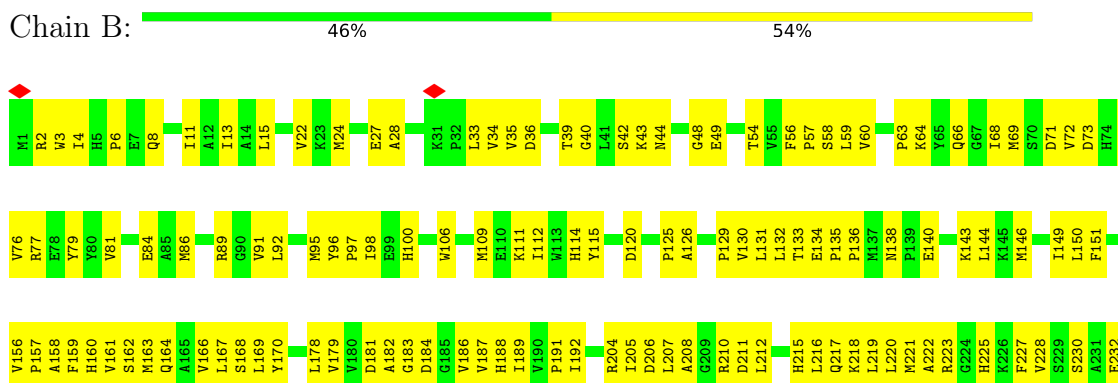 Chain B:
46% 54%
M1 R2 W3 I4 H5 P6 E7 Q8 I11 A12 I13 A14 L15 V22 K23 M24 E27 A28 K31 P32 L33 V34 V35 D36 T39 G40 L41 S42 K43 N44 G48 E49 T54 V55 F56 P57 S58 L59 V60 P63 K64 Y65 Q66 G67 I68 M69 S70 D71 V72 D73 H74
V76 R77 E78 Y79 Y80 V81 E84 A85 M86 R89 G90 V91 L92 M95 Y96 P97 I98 E99 H100 W106 M109 E110 K111 I112 W113 H114 Y115 D120 P125 A126 P129 V130 L131 L132 T133 E134 P135 P136 M137 N138 P139 E140 K143 L144 K145 M146 I149 L150 F151
V156 P157 A158 F159 H160 V161 S162 M163 Q164 A165 V166 L167 S168 L169 Y170 L178 V179 V180 D181 A182 G183 D184 G185 V186 V187 H188 I189 V190 P191 I192 R204 I205 D206 L207 A208 G209 R210 D211 L212 H215 L216 Q217 K218 L219 L220 M221 A222 R223 G224 H225 K226 F227 V228 S229 S230 A231 E232